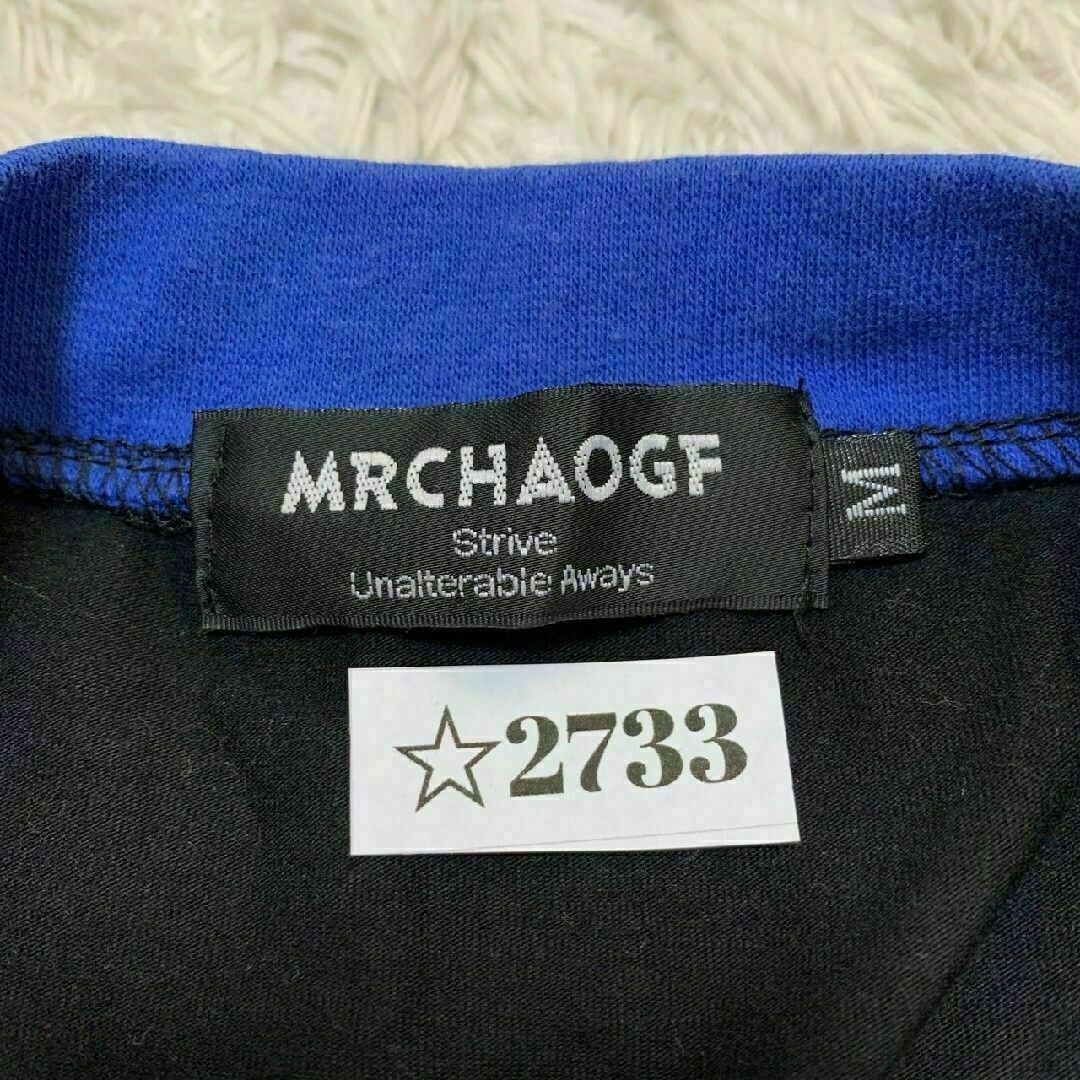 MRCHAOGF
Strive
Unalterable Aways
M
☆2733